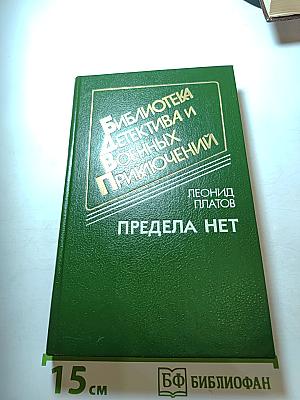 БИБЛИОТЕКА
ДЕТЕКТИВА И
ВОЕННЫХ
ПРИКЛЮЧЕНИЙ
ЛЕОНИД
ПЛАТОВ
ПРЕДЕЛА НЕТ
15 см
БФ БИБЛИОФАН